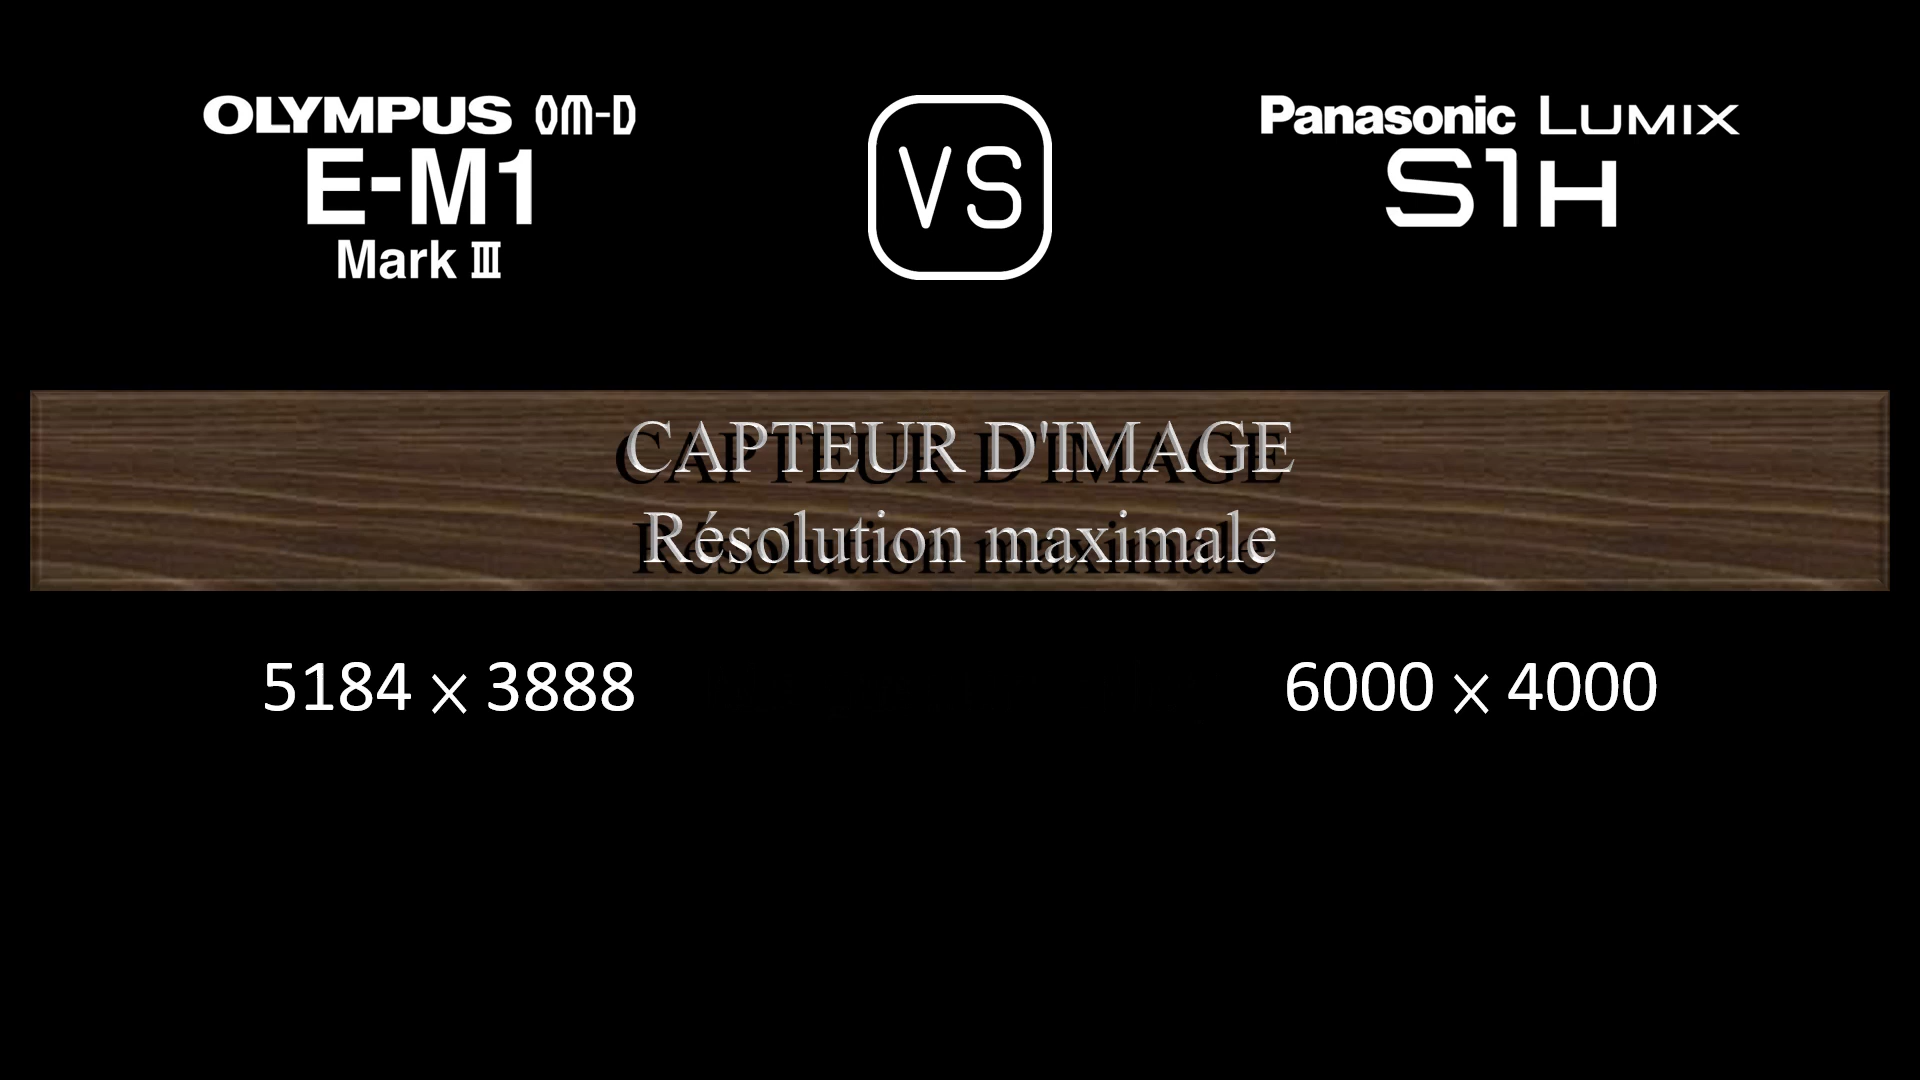 OLYMPUS OM-D
E-M1
Mark III
VS
Panasonic LUMIX
S1H
CAPTEUR D'IMAGE
Résolution maximale
5184 x 3888
6000 x 4000